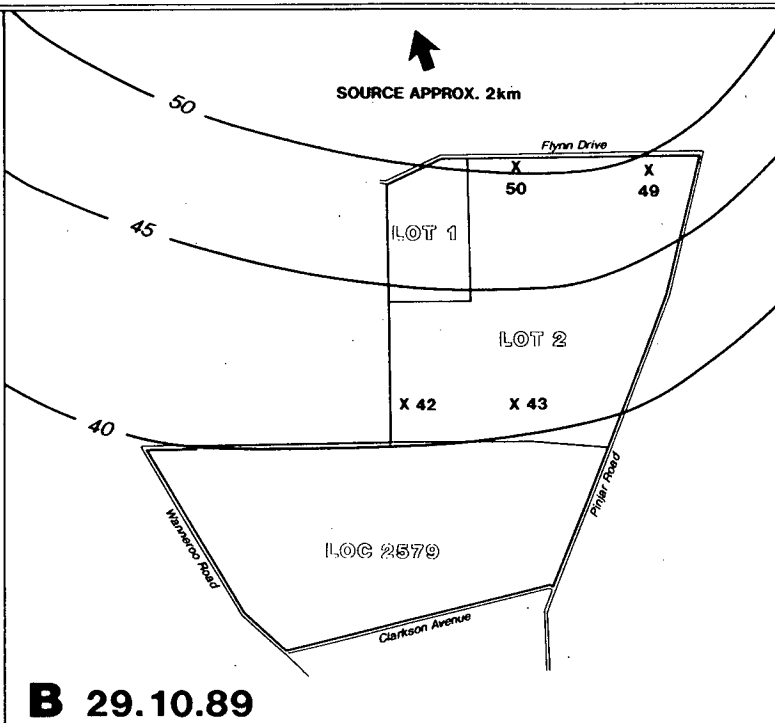 SOURCE APPROX. 2km
50
Flynn Drive
X
50
X
49
45
LOT 1
LOT 2
X 42
X 43
40
Wanneroo Road
Pinjar Road
LOC 2579
Clarkson Avenue
B 29.10.89